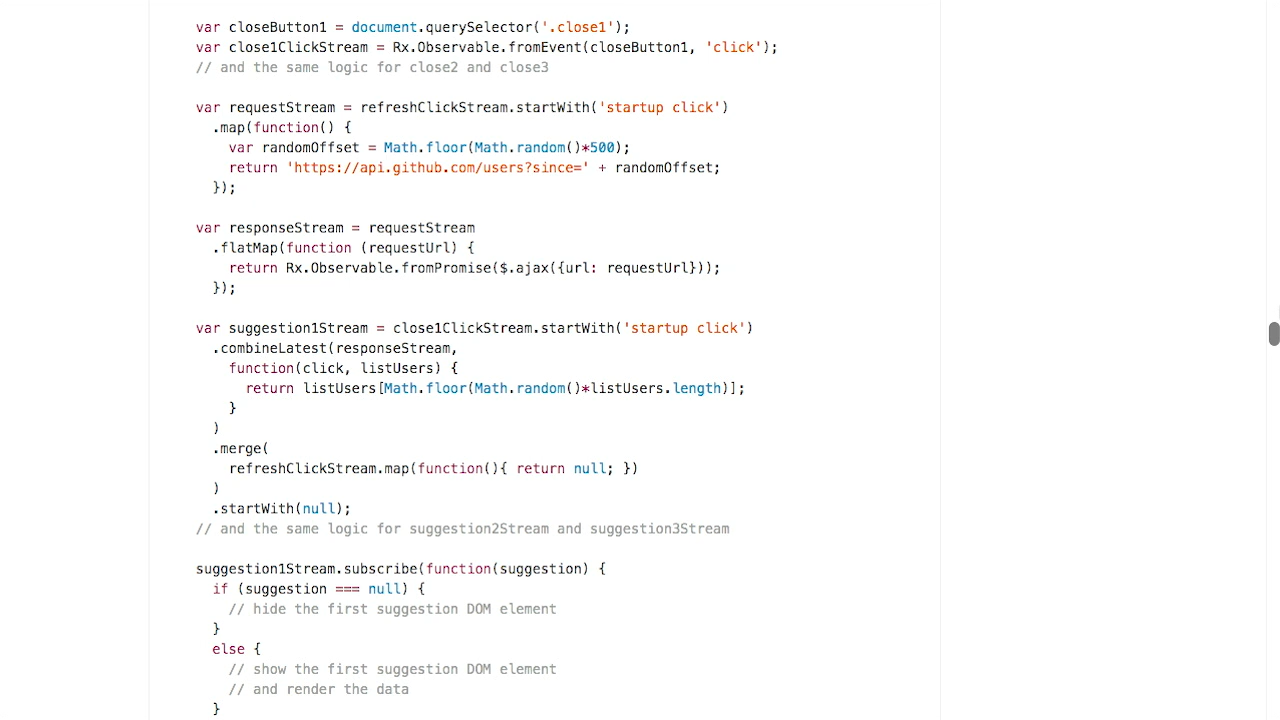 var closeButton1 = document.querySelector('.close1');
var close1ClickStream = Rx.Observable.fromEvent(closeButton1, 'click');
// and the same logic for close2 and close3
var requestStream = refreshClickStream.startWith('startup click')
.map(function() {
var randomOffset = Math.floor(Math.random()*500);
return 'https://api.github.com/users?since=' + randomOffset;
});
var responseStream = requestStream
.flatMap(function (requestUrl) {
return Rx.Observable.fromPromise($.ajax({url: requestUrl}));
});
var suggestion1Stream = close1ClickStream.startWith('startup click')
.combineLatest(responseStream,
function(click, listUsers) {
return listUsers[Math.floor(Math.random()*listUsers.length)];
}
)
.merge(
refreshClickStream.map(function(){ return null; })
)
.startWith(null);
// and the same logic for suggestion2Stream and suggestion3Stream
suggestion1Stream.subscribe(function(suggestion) {
if (suggestion === null) {
// hide the first suggestion DOM element
}
else {
// show the first suggestion DOM element
// and render the data
}